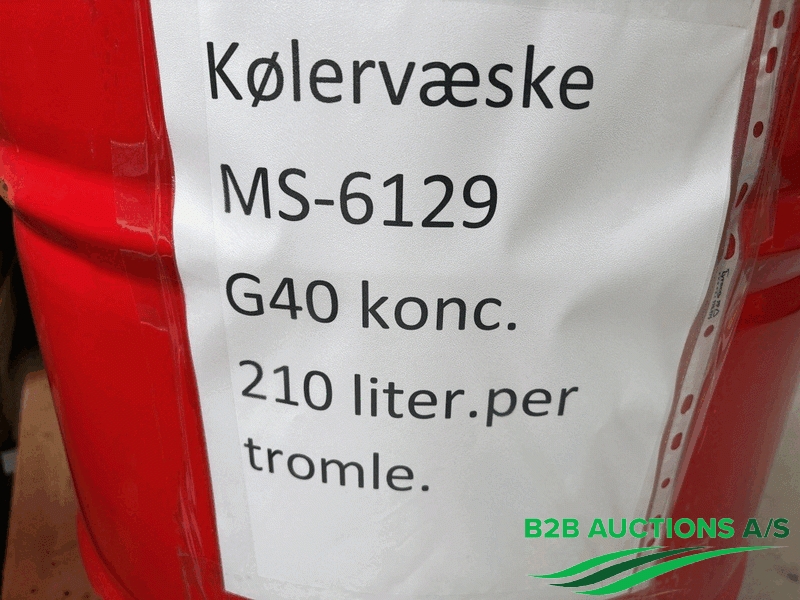 Kølervæske
MS-6129
G40 konc.
210 liter.per
tromle.
B2B AUCTIONS A/S